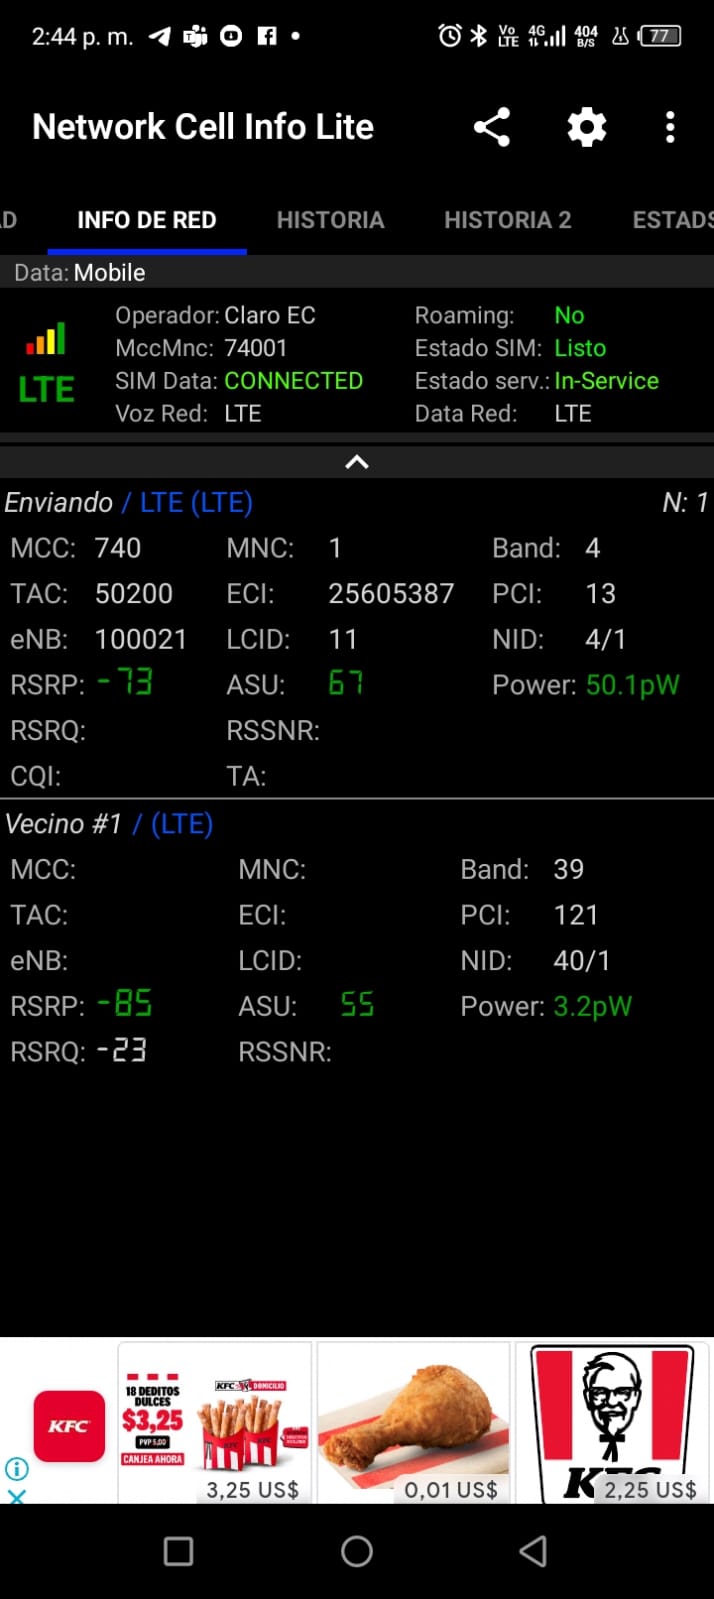 2:44 p. m. Vo LTE 4G 404 B/S 77
Network Cell Info Lite
AD INFO DE RED HISTORIA HISTORIA 2 ESTADS
Data: Mobile
Operador: Claro EC Roaming: No
MccMnc: 74001 Estado SIM: Listo
LTE SIM Data: CONNECTED Estado serv.: In-Service
Voz Red: LTE Data Red: LTE
Enviando / LTE (LTE) N: 1
MCC: 740 MNC: 1 Band: 4
TAC: 50200 ECI: 25605387 PCI: 13
eNB: 100021 LCID: 11 NID: 4/1
RSRP: -73 ASU: 67 Power: 50.1pW
RSRQ: RSSNR:
CQI: TA:
Vecino #1 / (LTE)
MCC: MNC: Band: 39
TAC: ECI: PCI: 121
eNB: LCID: NID: 40/1
RSRP: -85 ASU: 55 Power: 3.2pW
RSRQ: -23 RSSNR:
KFC
18 DEDITOS
DULCES
$3,25
PVP 5,00
CANJEA AHORA
KFC DOMICILIO
3,25 US$
0,01 US$
KFC
2,25 US$